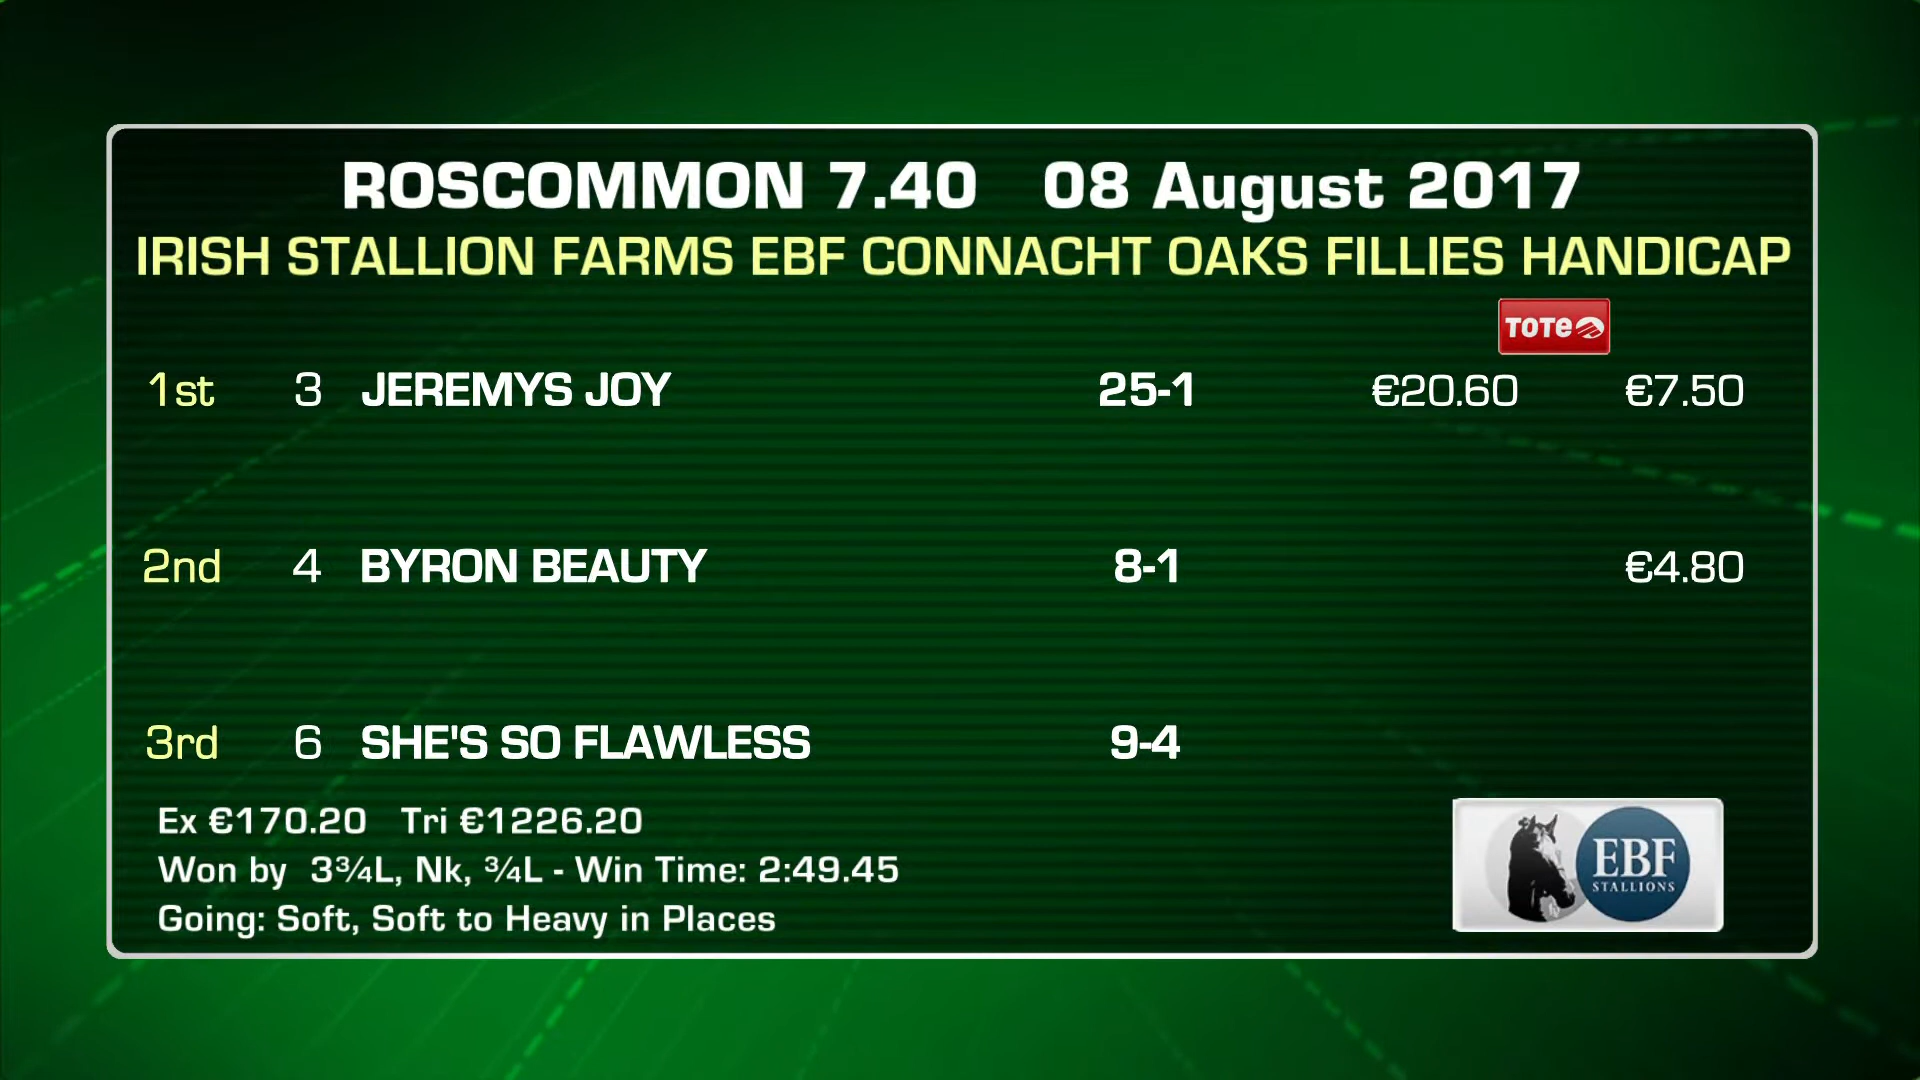 ROSCOMMON 7.40 08 August 2017
IRISH STALLION FARMS EBF CONNACHT OAKS FILLIES HANDICAP
TOTE
1st 3 JEREMYS JOY 25-1 €20.60 €7.50
2nd 4 BYRON BEAUTY 8-1 €4.80
3rd 6 SHE'S SO FLAWLESS 9-4
Ex €170.20 Tri €1226.20
Won by 3¾L, Nk, ¾L - Win Time: 2:49.45
Going: Soft, Soft to Heavy in Places
EBF
STALLIONS